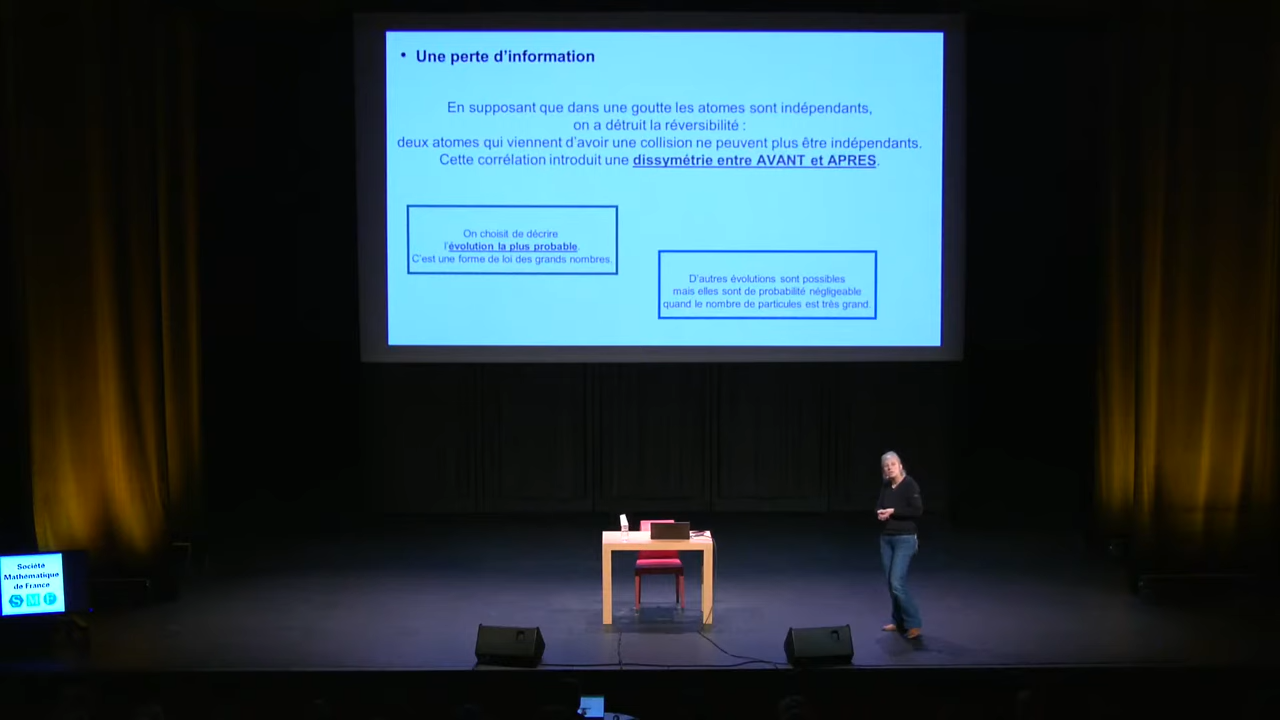 • Une perte d'information
En supposant que dans une goutte les atomes sont indépendants,
on a détruit la réversibilité :
deux atomes qui viennent d'avoir une collision ne peuvent plus être indépendants.
Cette corrélation introduit une dissymétrie entre AVANT et APRES.
On choisit de décrire
l'évolution la plus probable.
C'est une forme de loi des grands nombres.
D'autres évolutions sont possibles
mais elles sont de probabilité négligeable
quand le nombre de particules est très grand.
Société
Mathématique
de France
S M F